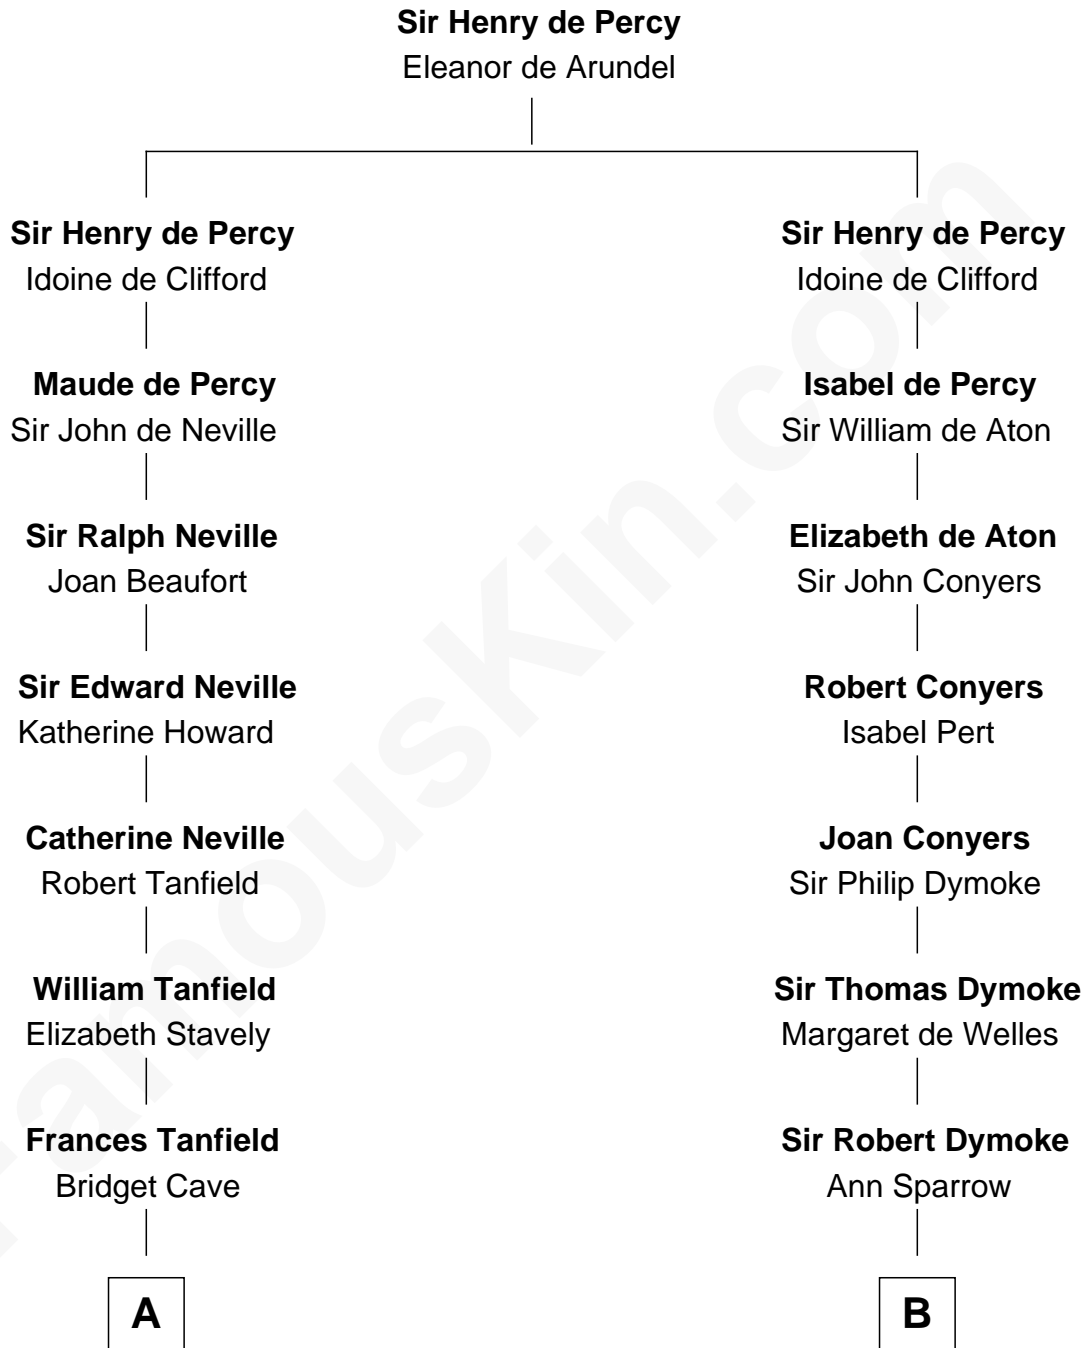 Sir Henry de Percy
Eleanor de Arundel
Sir Henry de Percy
Idoine de Clifford
Maude de Percy
Sir John de Neville
Sir Ralph Neville
Joan Beaufort
Sir Edward Neville
Katherine Howard
Catherine Neville
Robert Tanfield
William Tanfield
Elizabeth Stavely
Frances Tanfield
Bridget Cave
A
Sir Henry de Percy
Idoine de Clifford
Isabel de Percy
Sir William de Aton
Elizabeth de Aton
Sir John Conyers
Robert Conyers
Isabel Pert
Joan Conyers
Sir Philip Dymoke
Sir Thomas Dymoke
Margaret de Welles
Sir Robert Dymoke
Ann Sparrow
B
FamousKin.com